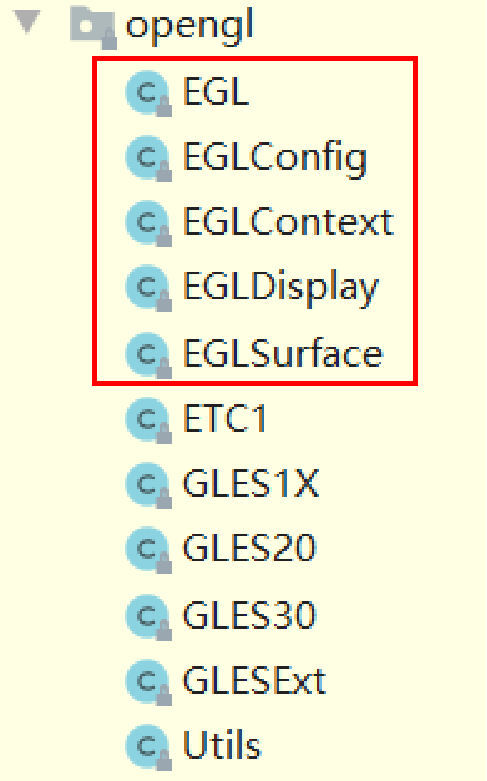 opengl
EGL
EGLConfig
EGLContext
EGLDisplay
EGLSurface
ETC1
GLES1X
GLES20
GLES30
GLESExt
Utils